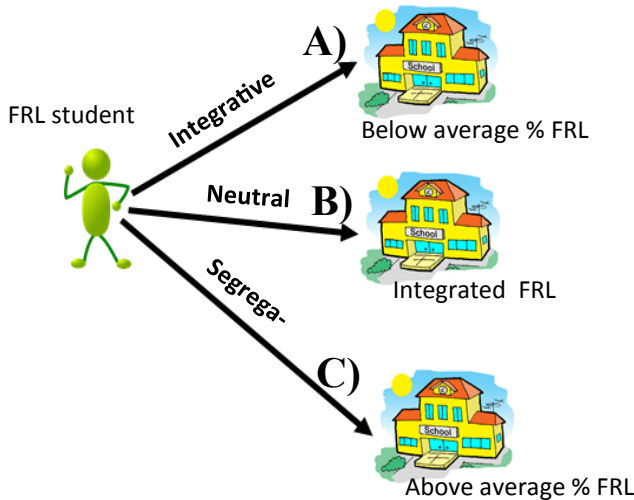 A)
School
Below average % FRL
FRL student
Integrative
Neutral
B)
School
Integrated FRL
Segrega-
C)
School
Above average % FRL